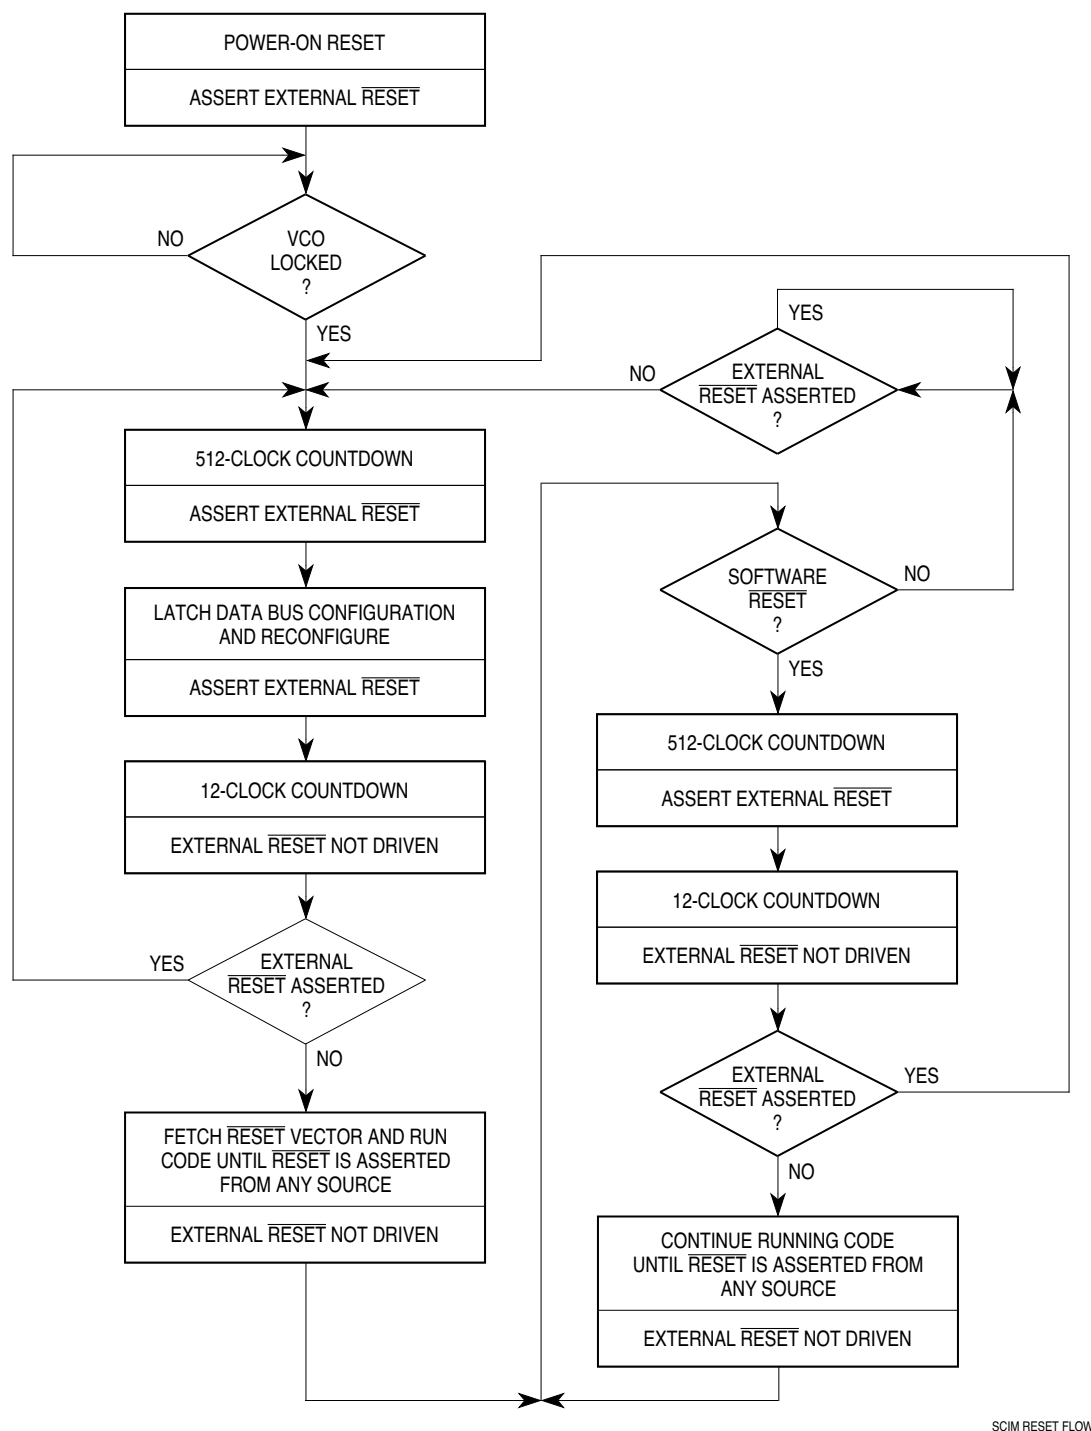 POWER-ON RESET
ASSERT EXTERNAL RESET
NO
VCO
LOCKED
?
YES
512-CLOCK COUNTDOWN
ASSERT EXTERNAL RESET
LATCH DATA BUS CONFIGURATION
AND RECONFIGURE
ASSERT EXTERNAL RESET
12-CLOCK COUNTDOWN
EXTERNAL RESET NOT DRIVEN
YES
EXTERNAL
RESET ASSERTED
?
NO
FETCH RESET VECTOR AND RUN
CODE UNTIL RESET IS ASSERTED
FROM ANY SOURCE
EXTERNAL RESET NOT DRIVEN
YES
NO
EXTERNAL
RESET ASSERTED
?
SOFTWARE
RESET
?
NO
YES
512-CLOCK COUNTDOWN
ASSERT EXTERNAL RESET
12-CLOCK COUNTDOWN
EXTERNAL RESET NOT DRIVEN
EXTERNAL
RESET ASSERTED
?
YES
NO
CONTINUE RUNNING CODE
UNTIL RESET IS ASSERTED FROM
ANY SOURCE
EXTERNAL RESET NOT DRIVEN
SCIM RESET FLOW